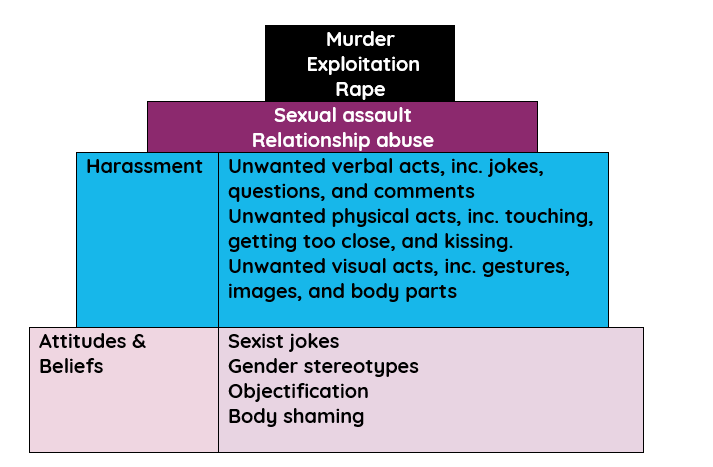 Murder
Exploitation
Rape
Sexual assault
Relationship abuse
Harassment
Unwanted verbal acts, inc. jokes,
questions, and comments
Unwanted physical acts, inc. touching,
getting too close, and kissing.
Unwanted visual acts, inc. gestures,
images, and body parts
Attitudes &
Beliefs
Sexist jokes
Gender stereotypes
Objectification
Body shaming